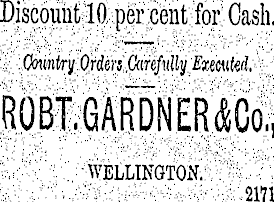 Discount 10 per cent for Cash.
Country Orders Carefully Executed.
ROBT. GARDNER & Co.,
WELLINGTON.
2171